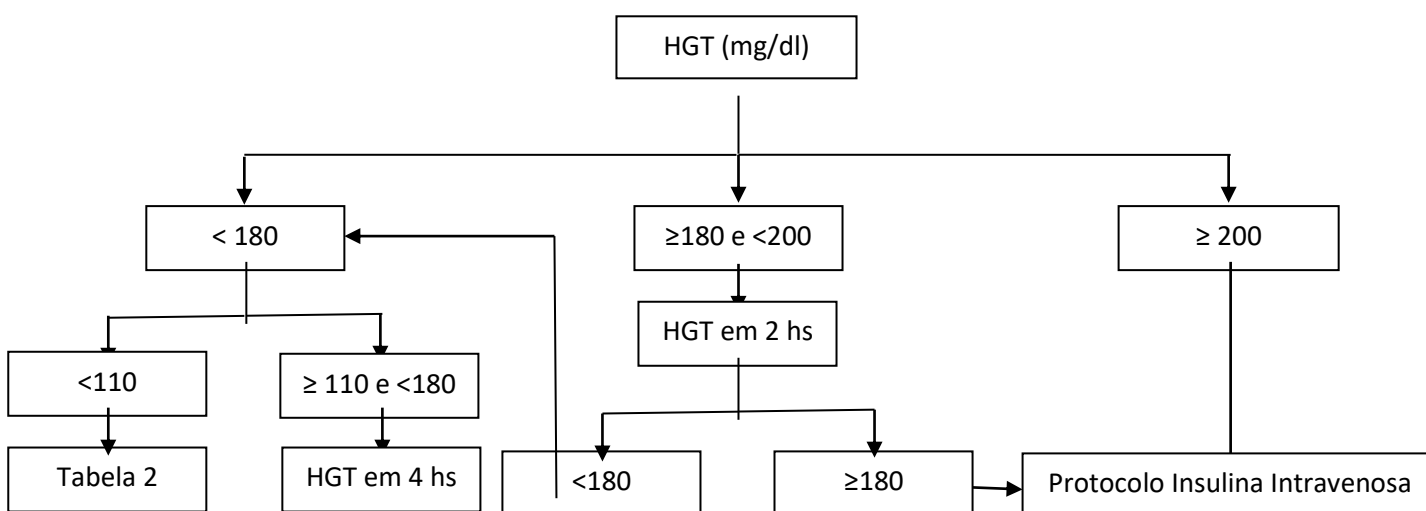 HGT (mg/dl)
< 180
≥180 e <200
≥ 200
HGT em 2 hs
<110
≥ 110 e <180
Tabela 2
HGT em 4 hs
<180
≥180
Protocolo Insulina Intravenosa